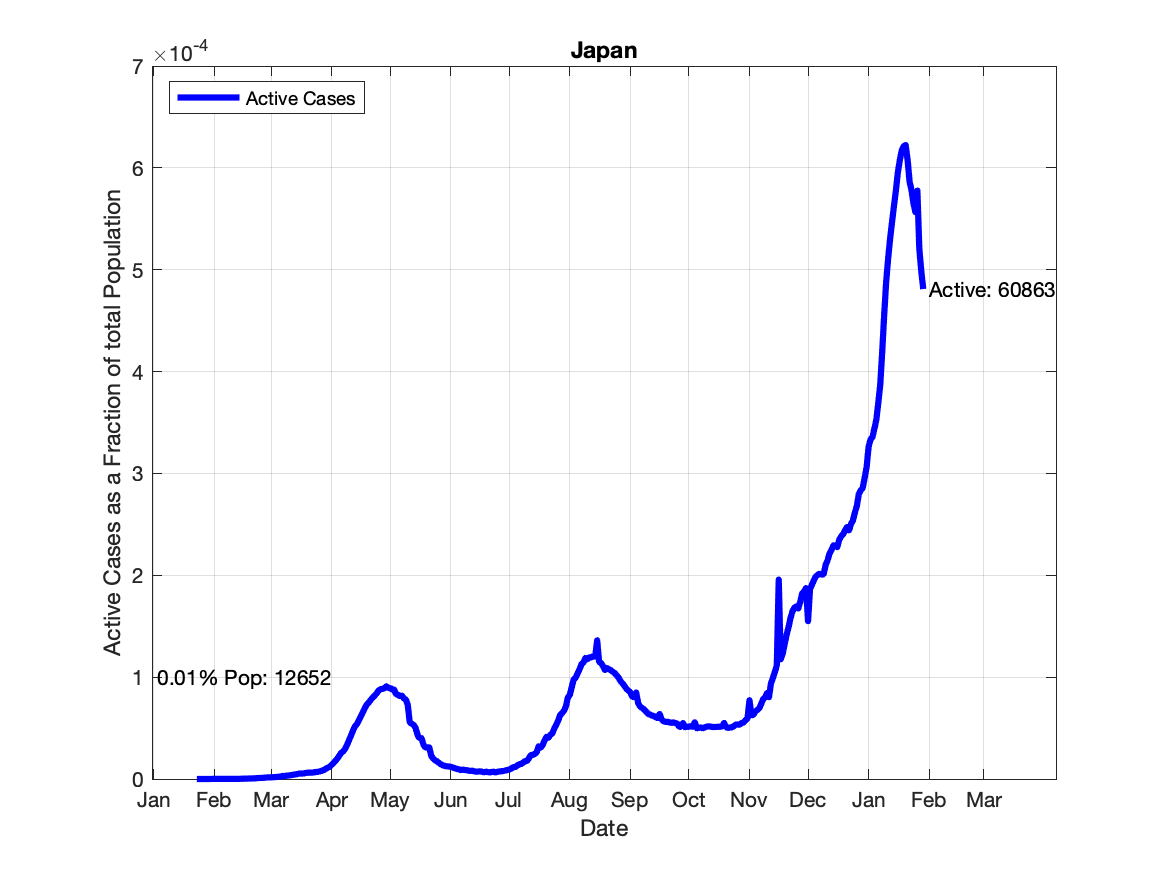 Japan
×10-4
7
Active Cases
6
5
Active: 60863
4
3
2
1
0.01% Pop: 12652
0
Active Cases as a Fraction of total Population
Jan Feb Mar Apr May Jun Jul Aug Sep Oct Nov Dec Jan Feb Mar
Date